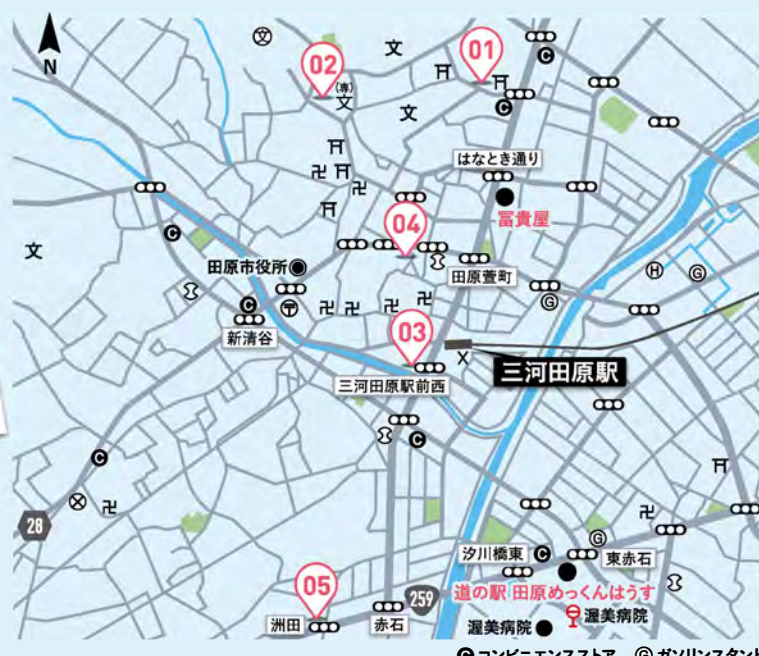 01
02
文
文
N
(専)
文
文
はなとき通り
冨貴屋
04
文
田原市役所
田原萱町
H
G
G
C
C
C
C
C
C
C
新清谷
03
三河田原駅前西
三河田原駅
28
汐川橋東
東赤石
G
道の駅 田原めっくんはうす
05
259
洲田
赤石
渥美病院
渥美病院
C コンビニエンスストア
G ガソリンスタンド